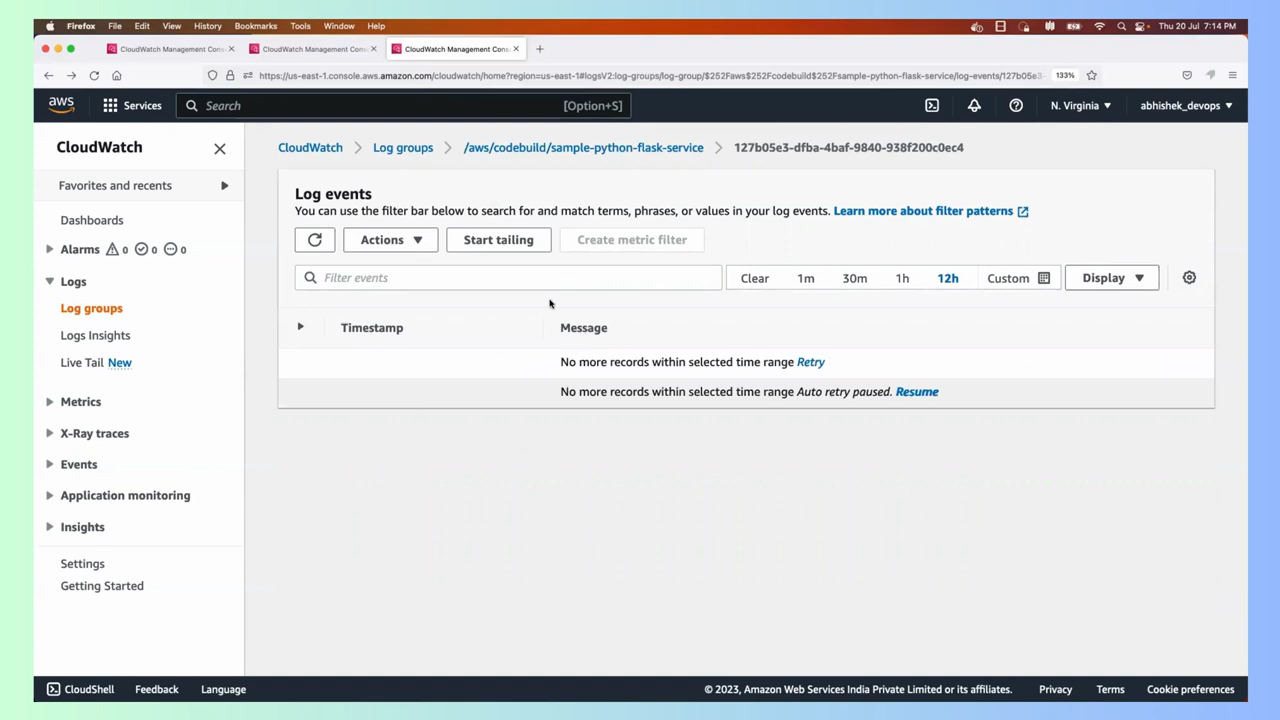 Firefox File Edit View History Bookmarks Tools Window Help Thu 20 Jul 7:14 PM
CloudWatch Management Cons CloudWatch Management Cons CloudWatch Management Cons
https://us-east-1.console.aws.amazon.com/cloudwatch/home?region=us-east-1#logsV2:log-groups/log-group/$252Faws$252Fcodebuild$252Fsample-python-flask-service/log-events/127b05e3- 133%
aws Services Search [Option+S] N. Virginia abhishek_devops
CloudWatch
Favorites and recents
Dashboards
Alarms 0 0 0
Logs
Log groups
Logs Insights
Live Tail New
Metrics
X-Ray traces
Events
Application monitoring
Insights
Settings
Getting Started
CloudWatch Log groups /aws/codebuild/sample-python-flask-service 127b05e3-dfba-4baf-9840-938f200c0ec4
Log events
You can use the filter bar below to search for and match terms, phrases, or values in your log events. Learn more about filter patterns
Actions Start tailing Create metric filter
Filter events Clear 1m 30m 1h 12h Custom Display
Timestamp Message
No more records within selected time range Retry
No more records within selected time range Auto retry paused. Resume
CloudShell Feedback Language © 2023, Amazon Web Services India Private Limited or its affiliates. Privacy Terms Cookie preferences